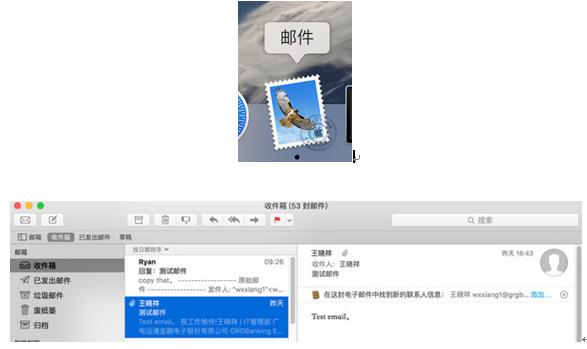 邮件
收件箱 (53 封邮件)
搜索
邮箱 收件箱 已发出邮件 草稿
邮箱
收件箱
已发出邮件
垃圾邮件
废纸篓
归档
按日期排序
Ryan 09:26
回复：测试邮件
copy that， ------------------ 原始邮
件 ------------------ 发件人: "wxxiang1"<w
王晓祥 昨天
测试邮件
Test email。 祝工作愉快!王晓祥 | IT管理部 广
电运通金融电子股份有限公司 GRGBanking E
王晓祥 昨天 16:43
收件人: 王晓祥
测试邮件
在这封电子邮件中找到新的联系人信息: 王晓祥 wxxiang1@grgb... 添加...
Test email。